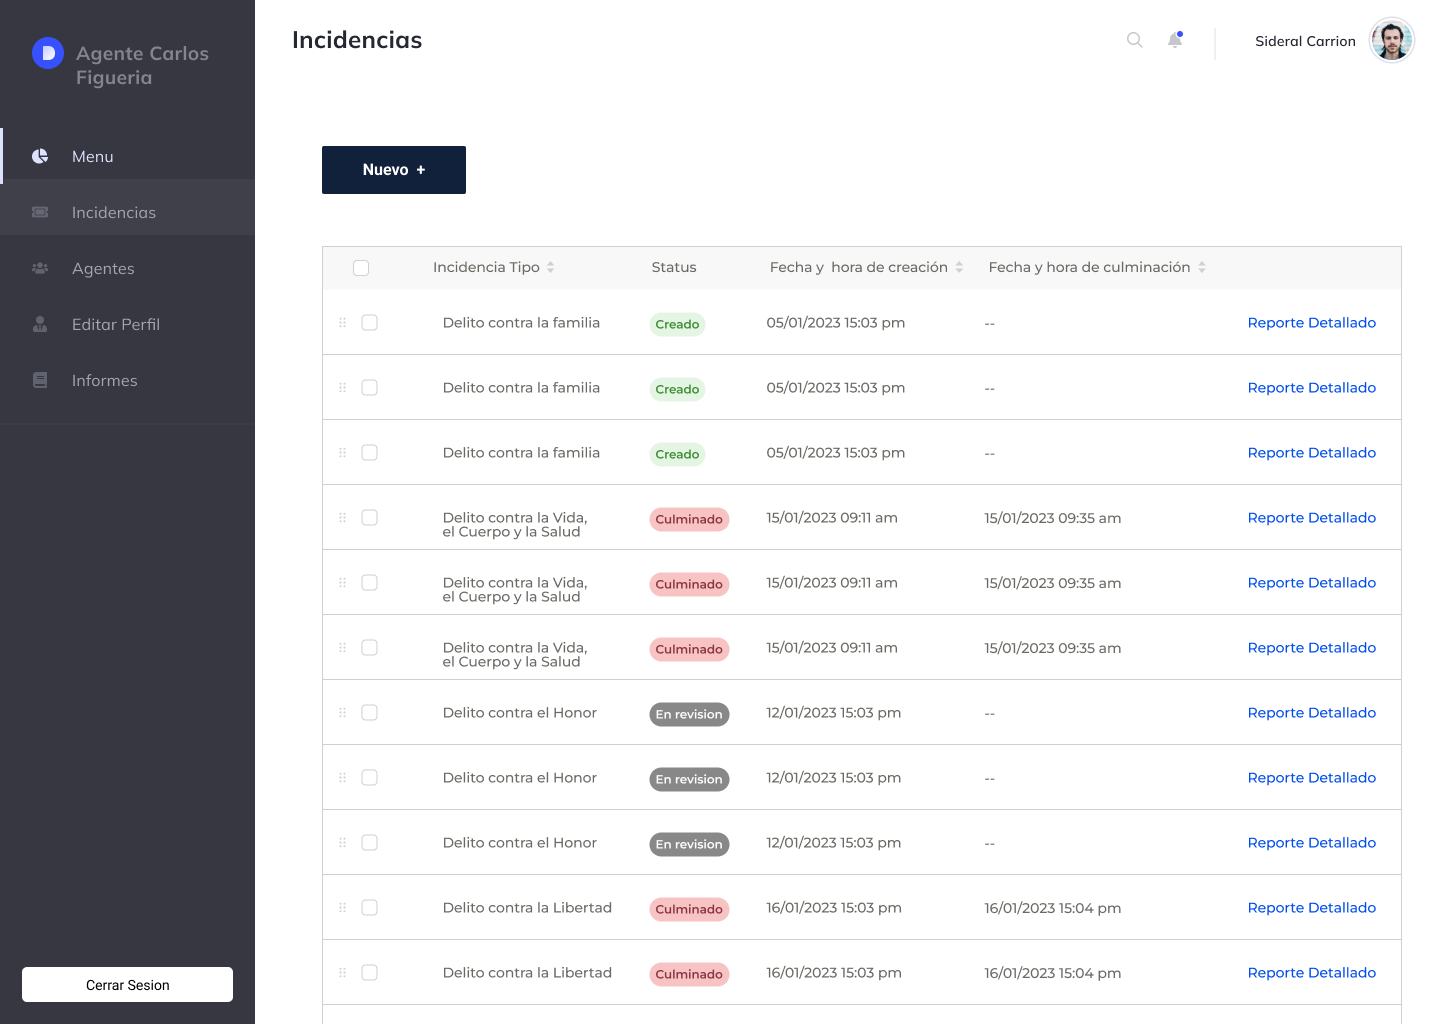 Agente Carlos
Figueria
Menu
Incidencias
Agentes
Editar Perfil
Informes
Cerrar Sesion
Incidencias
Sideral Carrion
Nuevo +
Incidencia Tipo Status Fecha y hora de creación Fecha y hora de culminación
Delito contra la familia Creado 05/01/2023 15:03 pm -- Reporte Detallado
Delito contra la familia Creado 05/01/2023 15:03 pm -- Reporte Detallado
Delito contra la familia Creado 05/01/2023 15:03 pm -- Reporte Detallado
Delito contra la Vida, Culminado 15/01/2023 09:11 am 15/01/2023 09:35 am Reporte Detallado
el Cuerpo y la Salud
Delito contra la Vida, Culminado 15/01/2023 09:11 am 15/01/2023 09:35 am Reporte Detallado
el Cuerpo y la Salud
Delito contra la Vida, Culminado 15/01/2023 09:11 am 15/01/2023 09:35 am Reporte Detallado
el Cuerpo y la Salud
Delito contra el Honor En revision 12/01/2023 15:03 pm -- Reporte Detallado
Delito contra el Honor En revision 12/01/2023 15:03 pm -- Reporte Detallado
Delito contra el Honor En revision 12/01/2023 15:03 pm -- Reporte Detallado
Delito contra la Libertad Culminado 16/01/2023 15:03 pm 16/01/2023 15:04 pm Reporte Detallado
Delito contra la Libertad Culminado 16/01/2023 15:03 pm 16/01/2023 15:04 pm Reporte Detallado